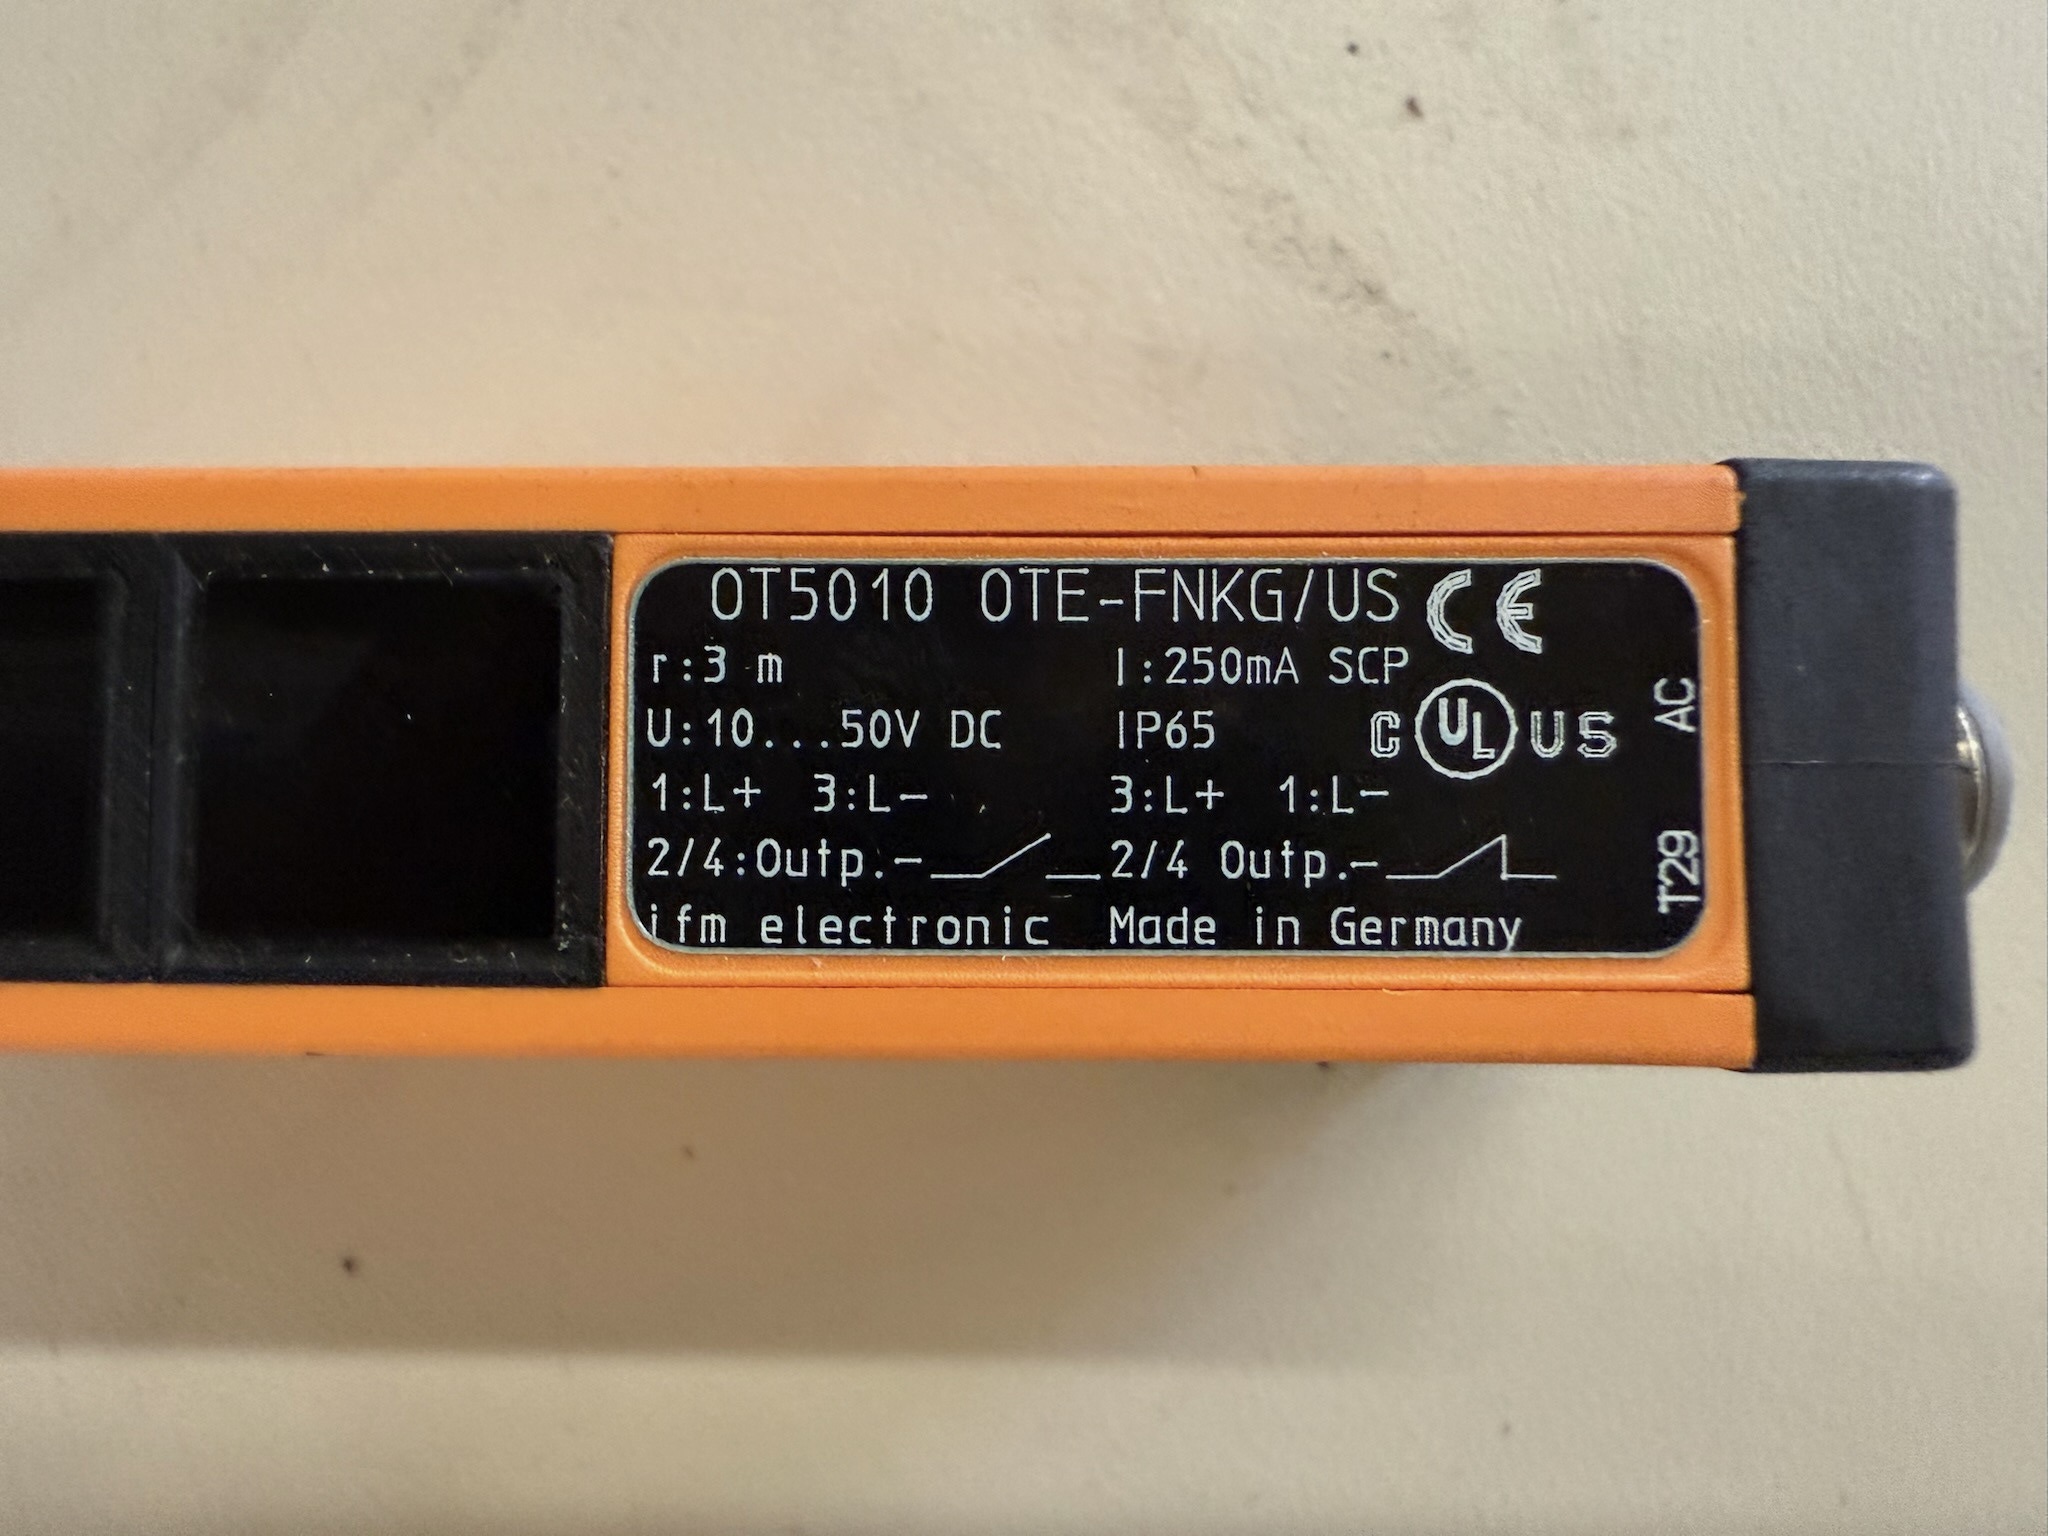 OT5010 OTE-FNKG/US CE
r:3 m I:250mA SCP
U:10...50V DC IP65 C UL US
1:L+ 3:L- 3:L+ 1:L-
2/4:Outp.- 2/4 Outp.-
ifm electronic Made in Germany
T29 AC